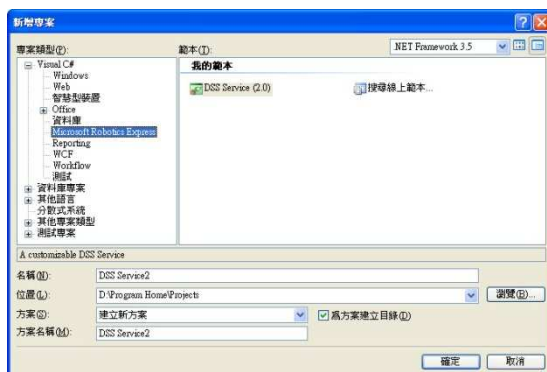 新增專案
專案類型(P):
範本(T):
.NET Framework 3.5
Visual C#
Windows
Web
智慧型裝置
Office
資料庫
Microsoft Robotics Express
Reporting
WCF
Workflow
測試
資料庫專案
其他語言
分散式系統
其他專案類型
測試專案
我的範本
DSS Service (2.0)
搜尋線上範本...
A customizable DSS Service
名稱(N):
DSS Service2
位置(L):
D:\Program Home\Projects
瀏覽(B)...
方案(S):
建立新方案
為方案建立目錄(D)
方案名稱(M):
DSS Service2
確定
取消